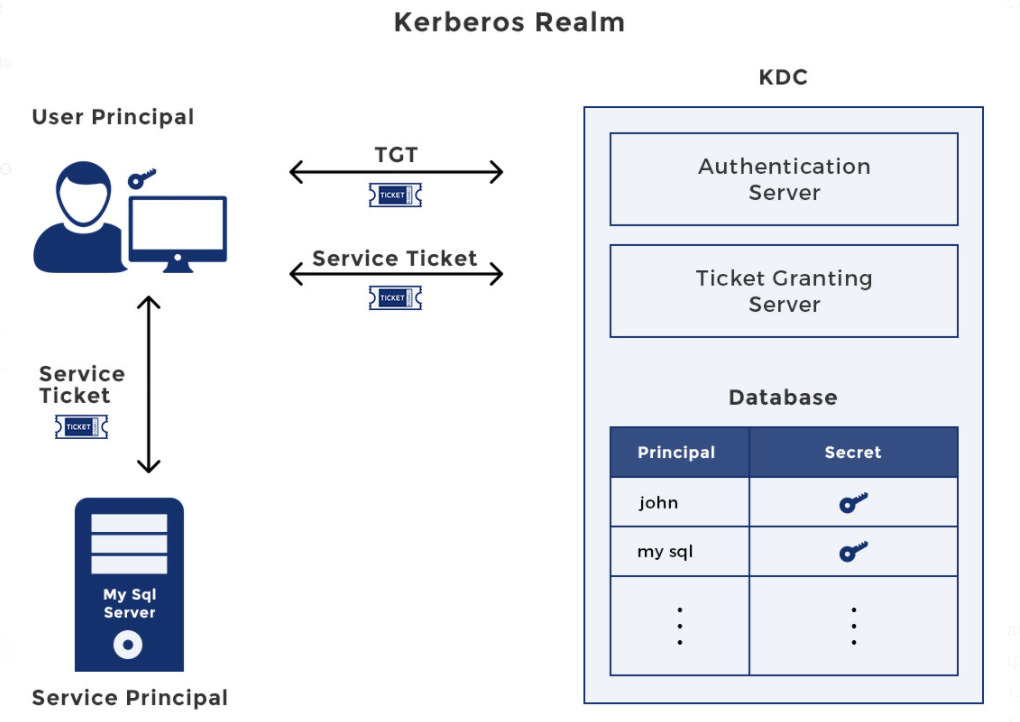 Kerberos Realm
KDC
User Principal
TGT
TICKET
Authentication
Server
Service Ticket
TICKET
Ticket Granting
Server
Service
Ticket
TICKET
Database
Principal Secret
john
my sql
My Sql
Server
Service Principal